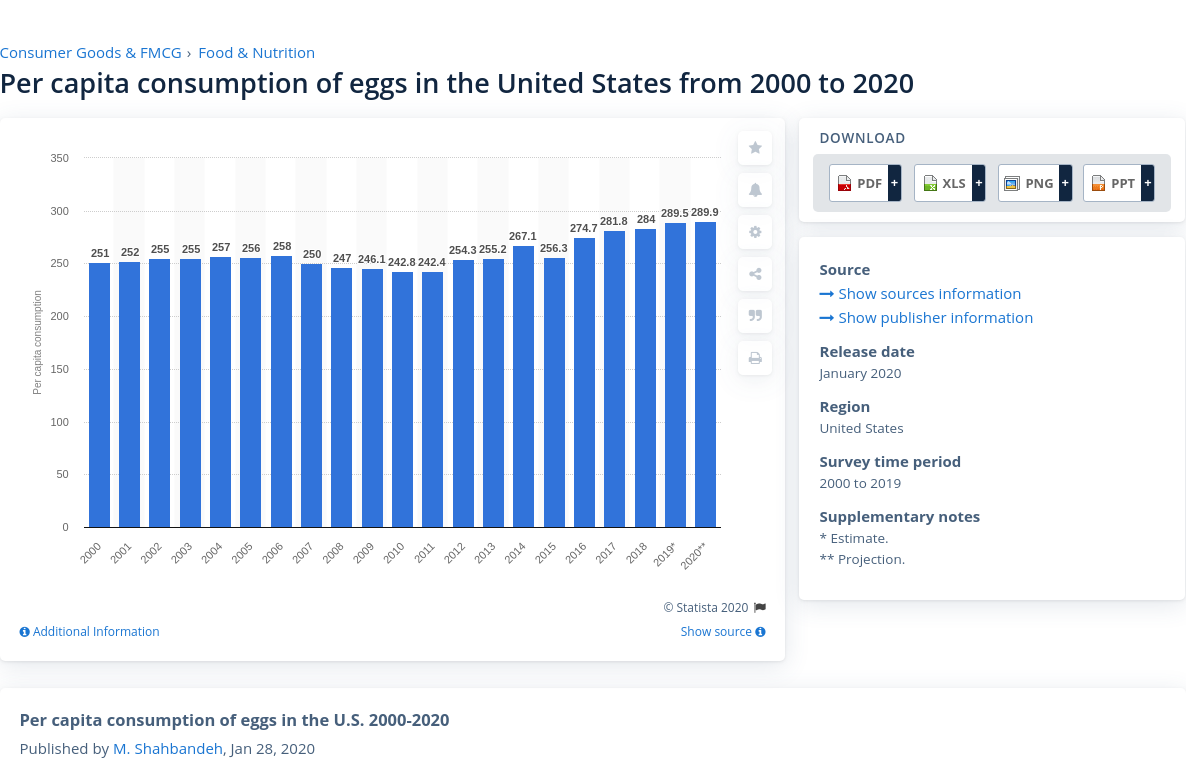 Consumer Goods & FMCG › Food & Nutrition
Per capita consumption of eggs in the United States from 2000 to 2020
350
300
250
200
150
100
50
0
Per capita consumption
251 252 255 255 257 256 258 250 247 246.1 242.8 242.4 254.3 255.2 267.1 256.3 274.7 281.8 284 289.5 289.9
2000 2001 2002 2003 2004 2005 2006 2007 2008 2009 2010 2011 2012 2013 2014 2015 2016 2017 2018 2019* 2020**
© Statista 2020
Additional Information
Show source
DOWNLOAD
PDF + XLS + PNG + PPT +
Source
Show sources information
Show publisher information
Release date
January 2020
Region
United States
Survey time period
2000 to 2019
Supplementary notes
* Estimate.
** Projection.
Per capita consumption of eggs in the U.S. 2000-2020
Published by M. Shahbandeh, Jan 28, 2020